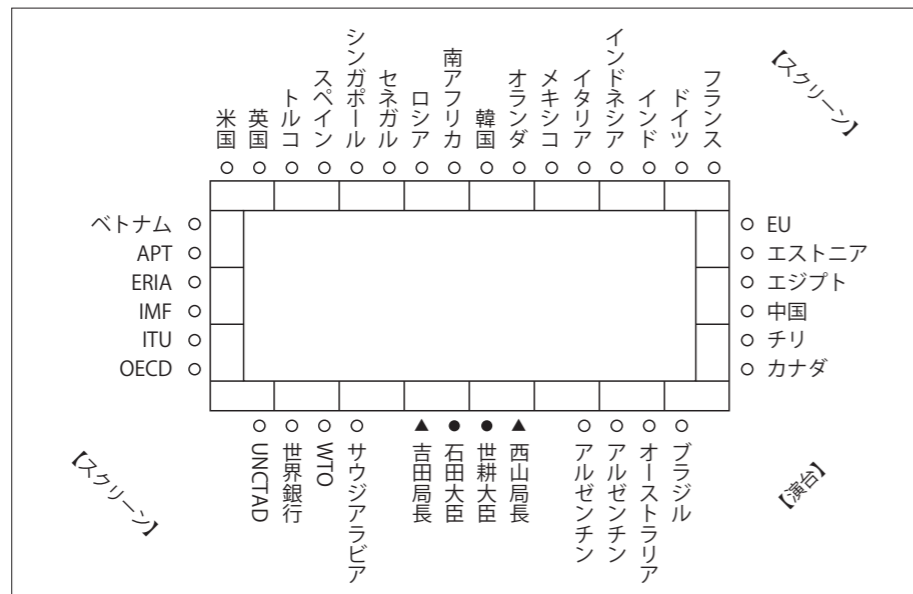 米国
英国
トルコ
スペイン
シンガポール
セネガル
ロシア
南アフリカ
韓国
オランダ
メキシコ
イタリア
インドネシア
インド
ドイツ
フランス
【スクリーン】
ベトナム
APT
ERIA
IMF
ITU
OECD
EU
エストニア
エジプト
中国
チリ
カナダ
【スクリーン】
UNCTAD
世界銀行
WTO
サウジアラビア
吉田局長
石田大臣
世耕大臣
西山局長
アルゼンチン
アルゼンチン
オーストラリア
ブラジル
【演台】